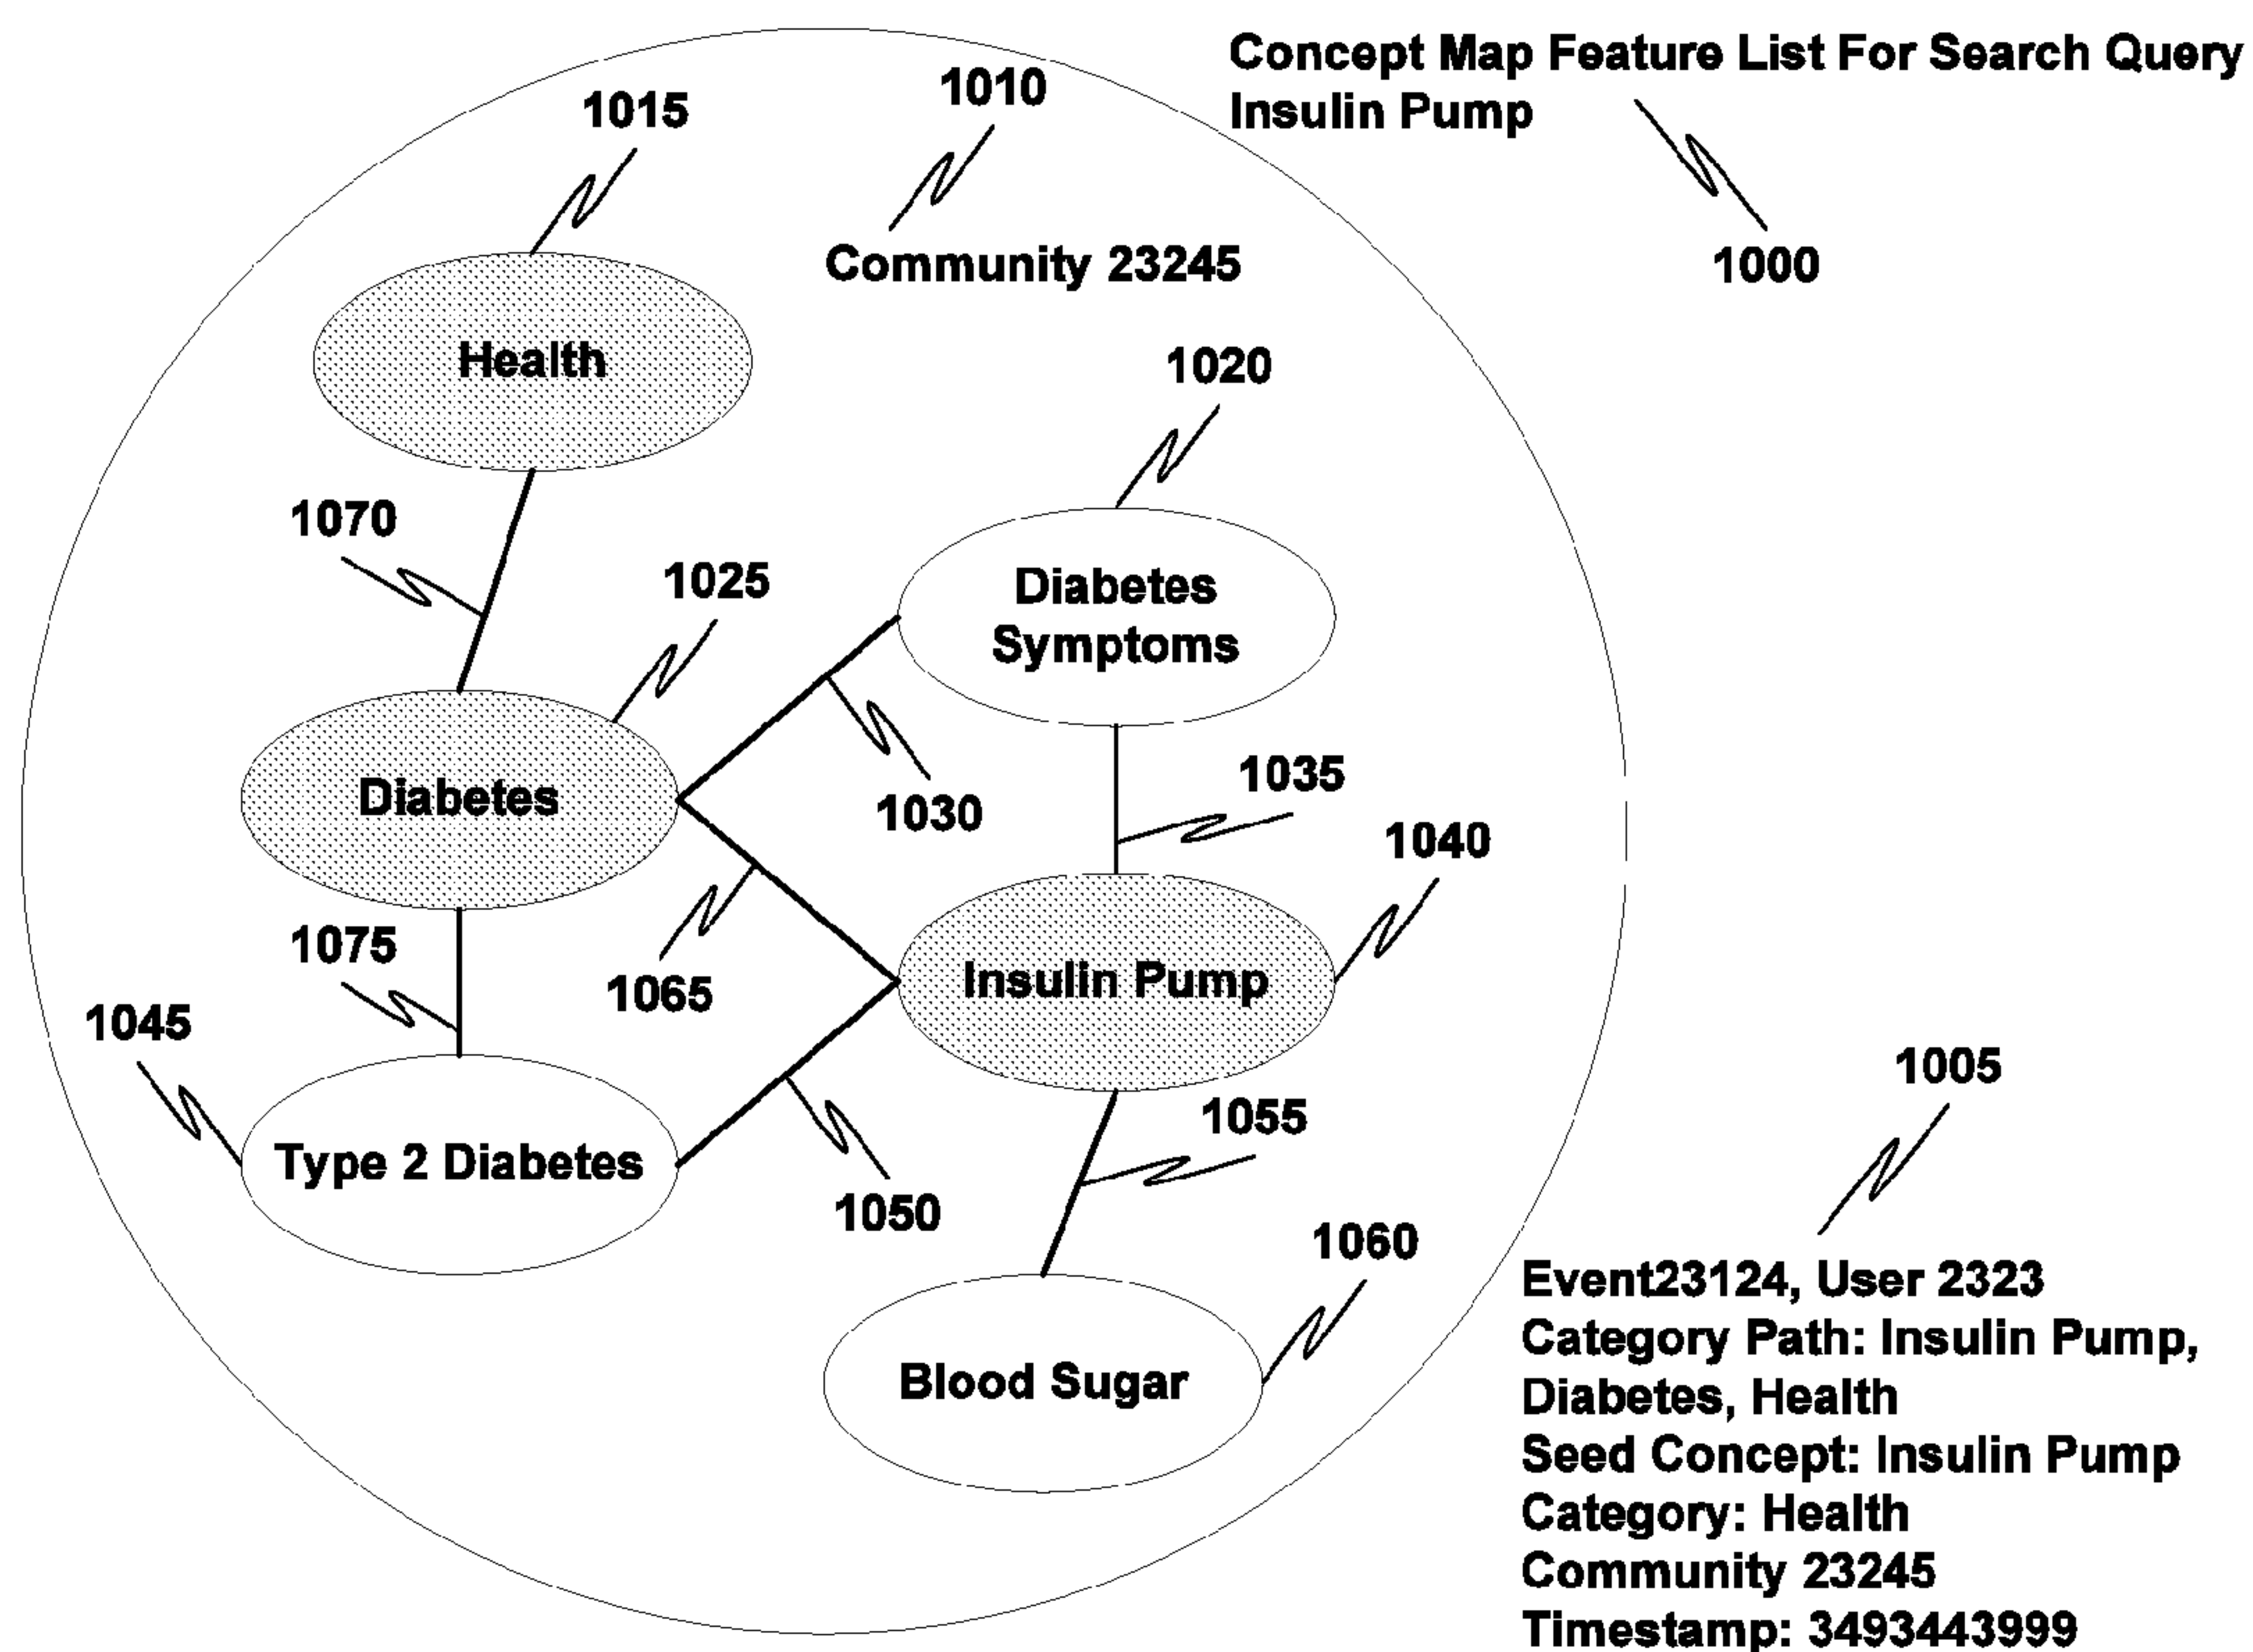 Concept Map Feature List For Search Query
Insulin Pump
1000
1010
1015
Community 23245
Health
1020
1070
1025
Diabetes
Symptoms
1030
1035
Diabetes
1040
1075
1065
Insulin Pump
1045
1055
Type 2 Diabetes
1050
1060
Blood Sugar
1005
Event23124, User 2323
Category Path: Insulin Pump,
Diabetes, Health
Seed Concept: Insulin Pump
Category: Health
Community 23245
Timestamp: 3493443999